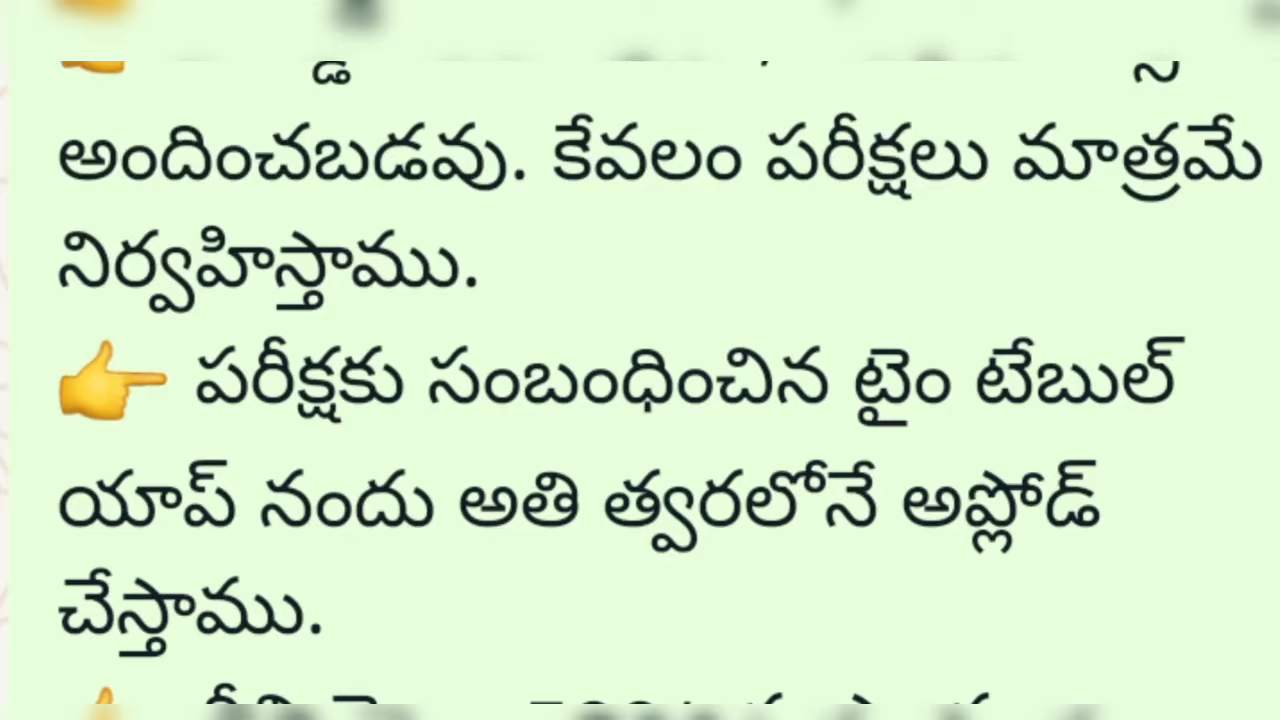 అందించబడవు. కేవలం పరీక్షలు మాత్రమే
నిర్వహిస్తాము.
👉 పరీక్షకు సంబంధించిన టైం టేబుల్
యాప్ నందు అతి త్వరలోనే అప్లోడ్
చేస్తాము.